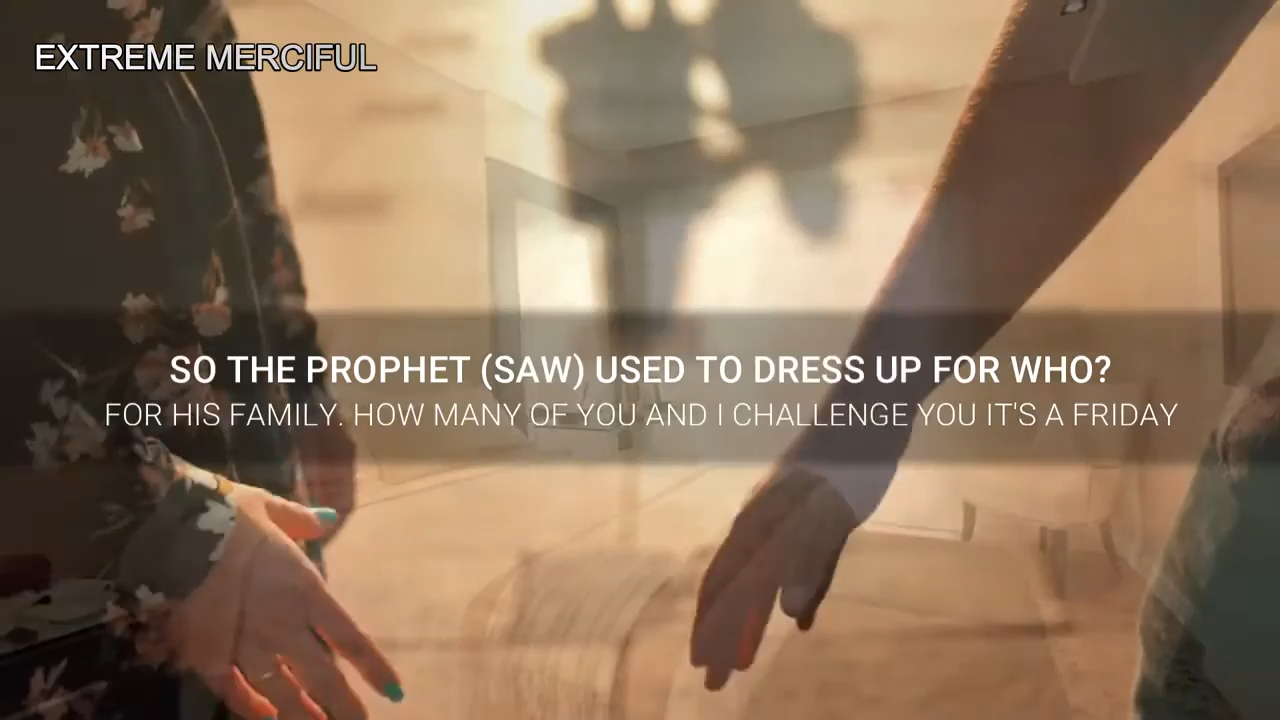 EXTREME MERCIFUL
SO THE PROPHET (SAW) USED TO DRESS UP FOR WHO?
FOR HIS FAMILY. HOW MANY OF YOU AND I CHALLENGE YOU IT'S A FRIDAY